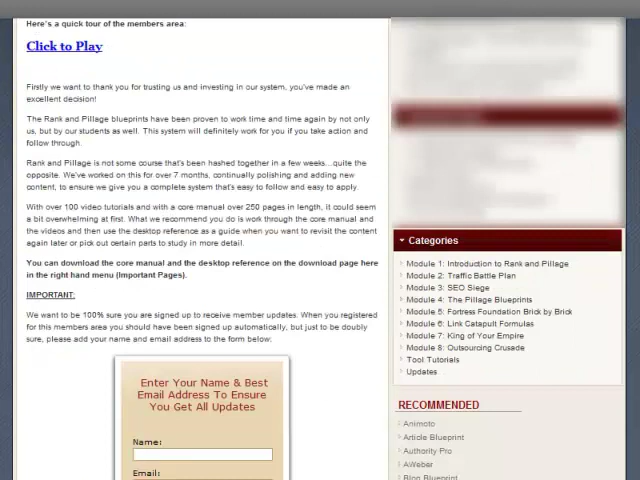 Here's a quick tour of the members area:
Click to Play
Firstly we want to thank you for trusting us and investing in our system, you've made an
excellent decision!
The Rank and Pillage blueprints have been proven to work time and time again by not only
us, but by our students as well. This system will definitely work for you if you take action and
follow through.
Rank and Pillage is not some course that's been hashed together in a few weeks...quite the
opposite. We've worked on this for over 7 months, continually polishing and adding new
content, to ensure we give you a complete system that's easy to follow and easy to apply.
With over 100 video tutorials and with a core manual over 250 pages in length, it could seem
a bit overwhelming at first. What we recommend you do is work through the core manual and
the videos and then use the desktop reference as a guide when you want to revisit the content
again later or pick out certain parts to study in more detail.
You can download the core manual and the desktop reference on the download page here
in the right hand menu (Important Pages).
IMPORTANT:
We want to be 100% sure you are signed up to receive member updates. When you registered
for this members area you should have been signed up automatically, but just to be doubly
sure, please add your name and email address to the form below.
Enter Your Name & Best
Email Address To Ensure
You Get All Updates
Name:
Email:
Categories
Module 1: Introduction to Rank and Pillage
Module 2: Traffic Battle Plan
Module 3: SEO Siege
Module 4: The Pillage Blueprints
Module 5: Fortress Foundation Brick by Brick
Module 6: Link Catapult Formulas
Module 7: King of Your Empire
Module 8: Outsourcing Crusade
Tool Tutorials
Updates
RECOMMENDED
Animoto
Article Blueprint
Authority Pro
AWeber
Blog Blueprint